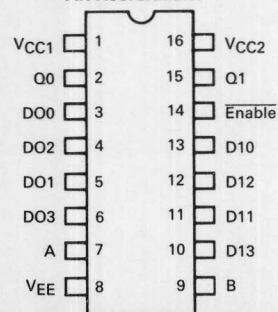 VCC1 1 16 VCC2
Q0 2 15 Q1
DO0 3 14 Enable
DO2 4 13 D10
DO1 5 12 D12
DO3 6 11 D11
A 7 10 D13
VEE 8 9 B